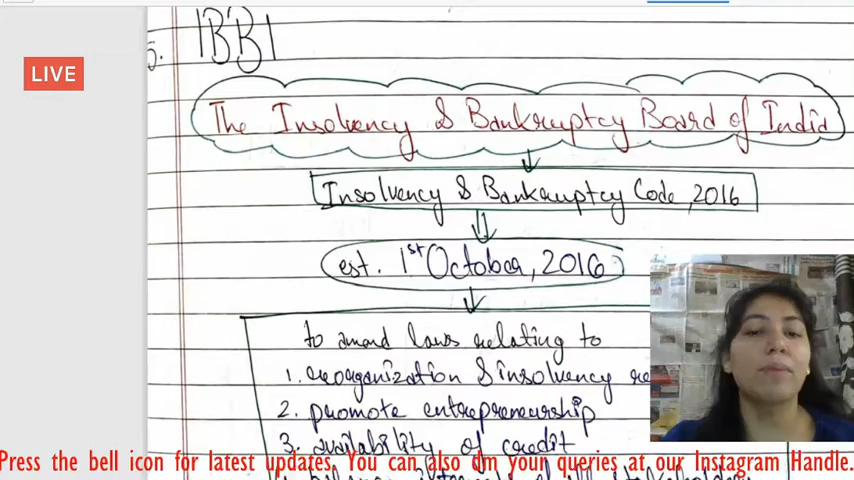 5. IBBI
LIVE
The Insolvency & Bankruptcy Board of India
Insolvency & Bankruptcy Code, 2016
est. 1st October, 2016
to amend laws relating to
1. reorganization & insolvency re
2. promote entrepreneurship
3. availability of credit
Press the bell icon for latest updates. You can also dm your queries at our Instagram Handle.